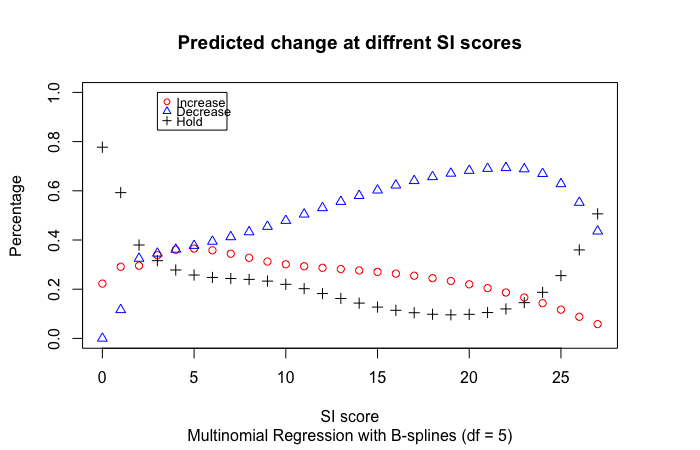 Predicted change at diffrent SI scores
Increase
Decrease
Hold
Percentage
0.0 0.2 0.4 0.6 0.8 1.0
0 5 10 15 20 25
SI score
Multinomial Regression with B-splines (df = 5)